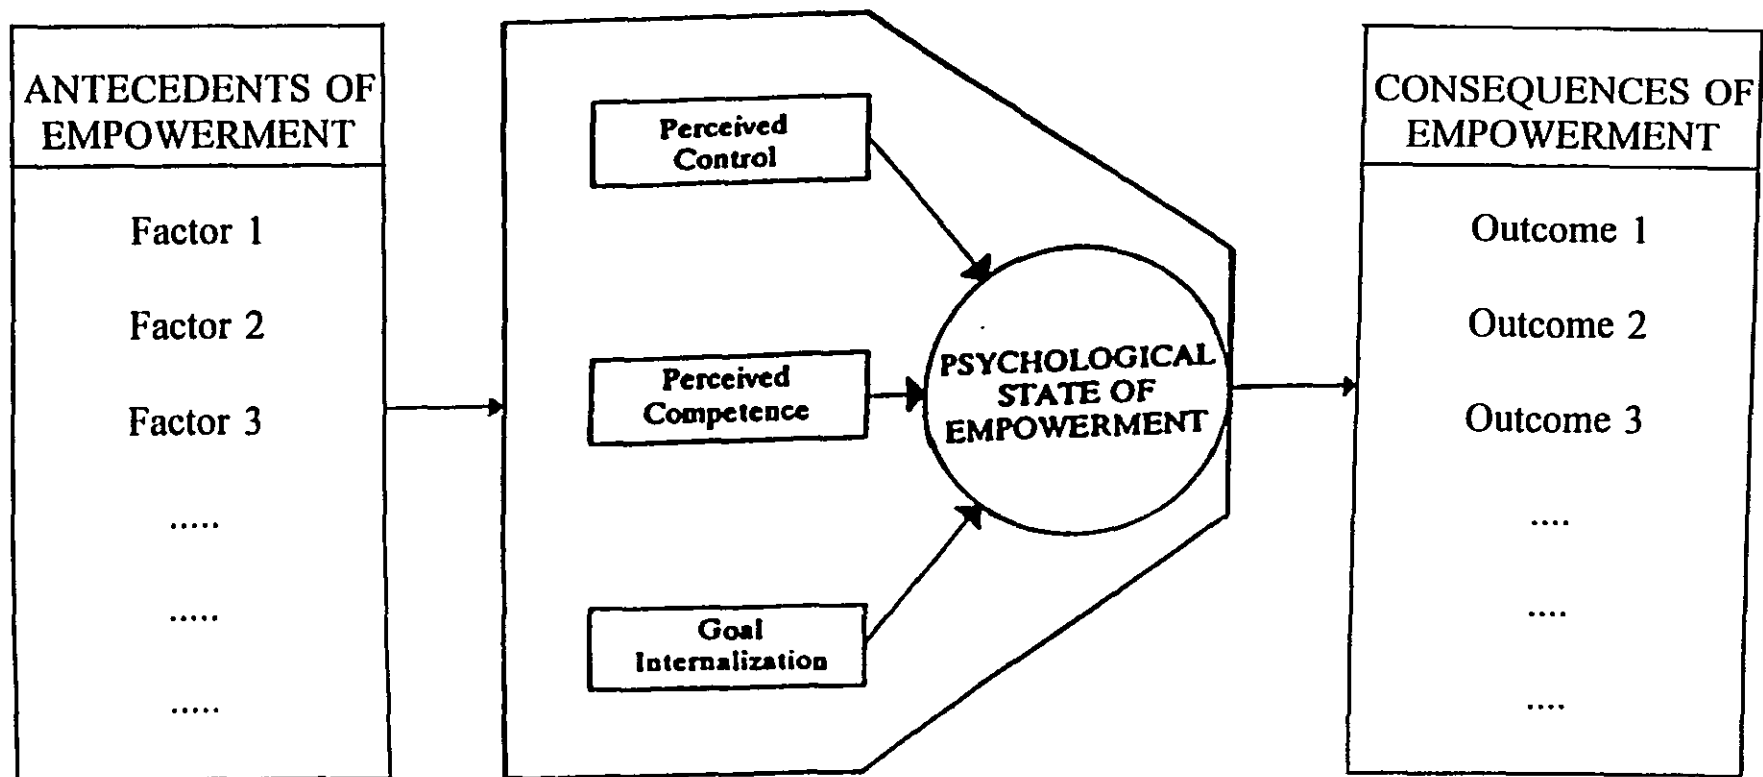 ANTECEDENTS OF
EMPOWERMENT
Factor 1
Factor 2
Factor 3
.....
.....
.....
Perceived
Control
Perceived
Competence
Goal
Internalization
PSYCHOLOGICAL
STATE OF
EMPOWERMENT
CONSEQUENCES OF
EMPOWERMENT
Outcome 1
Outcome 2
Outcome 3
....
....
....